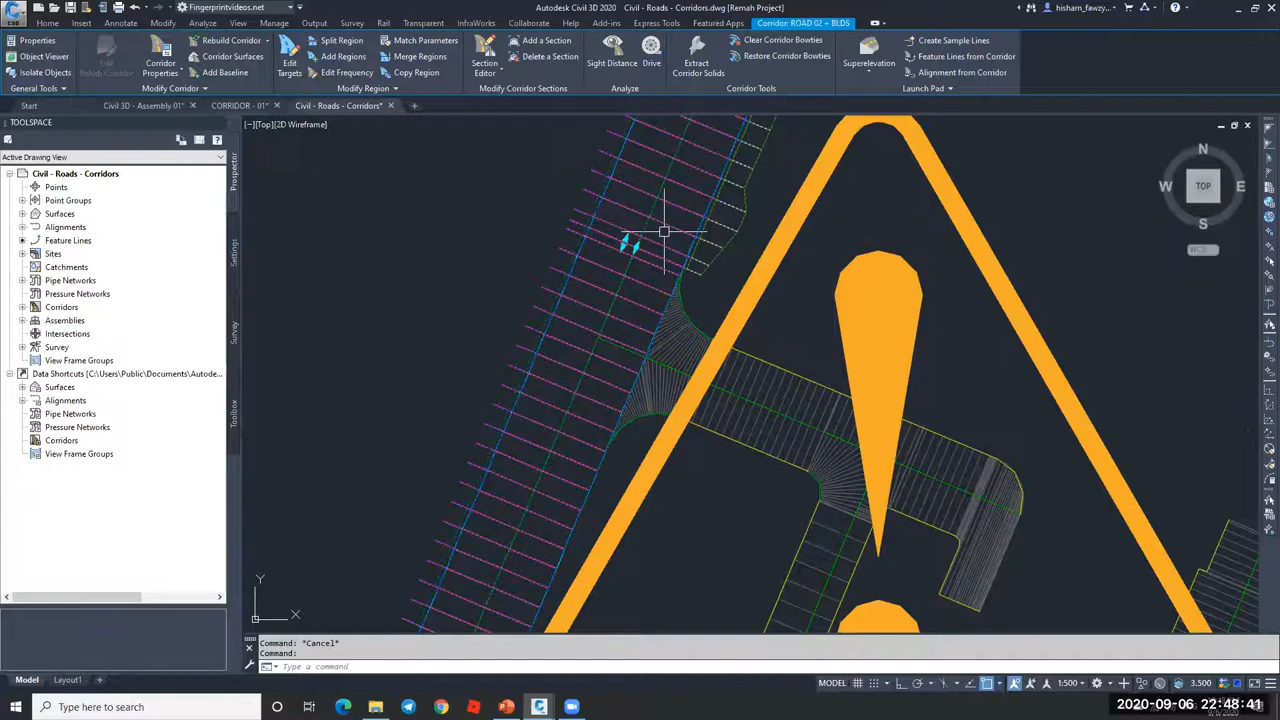 Fingerprintvideos.net
Autodesk Civil 3D 2020 Civil - Roads - Corridors.dwg [Remah Project]
hisham_fawzy...
Home Insert Annotate Modify Analyze View Manage Output Survey Rail Transparent InfraWorks Collaborate Help Add-ins Express Tools Featured Apps Corridor: ROAD 02 + BLDS
Properties
Object Viewer
Isolate Objects
General Tools
Edit Rehab Corridor
Corridor Properties
Rebuild Corridor
Corridor Surfaces
Add Baseline
Modify Corridor
Edit Targets
Split Region
Add Regions
Edit Frequency
Match Parameters
Merge Regions
Copy Region
Modify Region
Section Editor
Add a Section
Delete a Section
Modify Corridor Sections
Sight Distance
Drive
Analyze
Extract Corridor Solids
Clear Corridor Bowties
Restore Corridor Bowties
Corridor Tools
Superelevation
Create Sample Lines
Feature Lines from Corridor
Alignment from Corridor
Launch Pad
Start Civil 3D - Assembly 01* CORRIDOR - 01* Civil - Roads - Corridors*
TOOLSPACE
Active Drawing View
Civil - Roads - Corridors
Points
Point Groups
Surfaces
Alignments
Feature Lines
Sites
Catchments
Pipe Networks
Pressure Networks
Corridors
Assemblies
Intersections
Survey
View Frame Groups
Data Shortcuts [C:\Users\Public\Documents\Autode...
Surfaces
Alignments
Pipe Networks
Pressure Networks
Corridors
View Frame Groups
Prospector
Settings
Survey
Toolbox
[−][Top][2D Wireframe]
N
W TOP E
S
WCS
Y
X
Command: *Cancel*
Command:
Type a command
Model Layout1
MODEL 1:500 3.500
Type here to search
2020-09-06 22:48:41